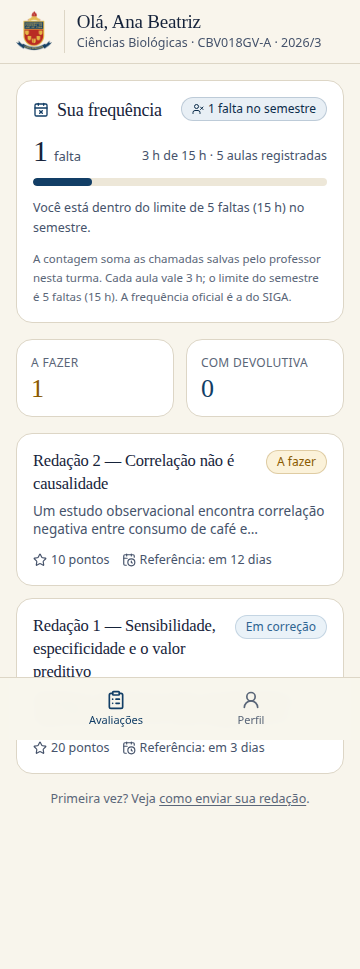 Olá, Ana Beatriz
Ciências Biológicas · CBV018GV-A · 2026/3
Sua frequência
1 falta no semestre
1 falta
3 h de 15 h · 5 aulas registradas
Você está dentro do limite de 5 faltas (15 h) no
semestre.
A contagem soma as chamadas salvas pelo professor
nesta turma. Cada aula vale 3 h; o limite do semestre
é 5 faltas (15 h). A frequência oficial é a do SIGA.
A FAZER
1
COM DEVOLUTIVA
0
Redação 2 — Correlação não é
causalidade
A fazer
Um estudo observacional encontra correlação
negativa entre consumo de café e…
10 pontos
Referência: em 12 dias
Redação 1 — Sensibilidade,
especificidade e o valor
preditivo
Em correção
Avaliações
Perfil
20 pontos
Referência: em 3 dias
Primeira vez? Veja como enviar sua redação.